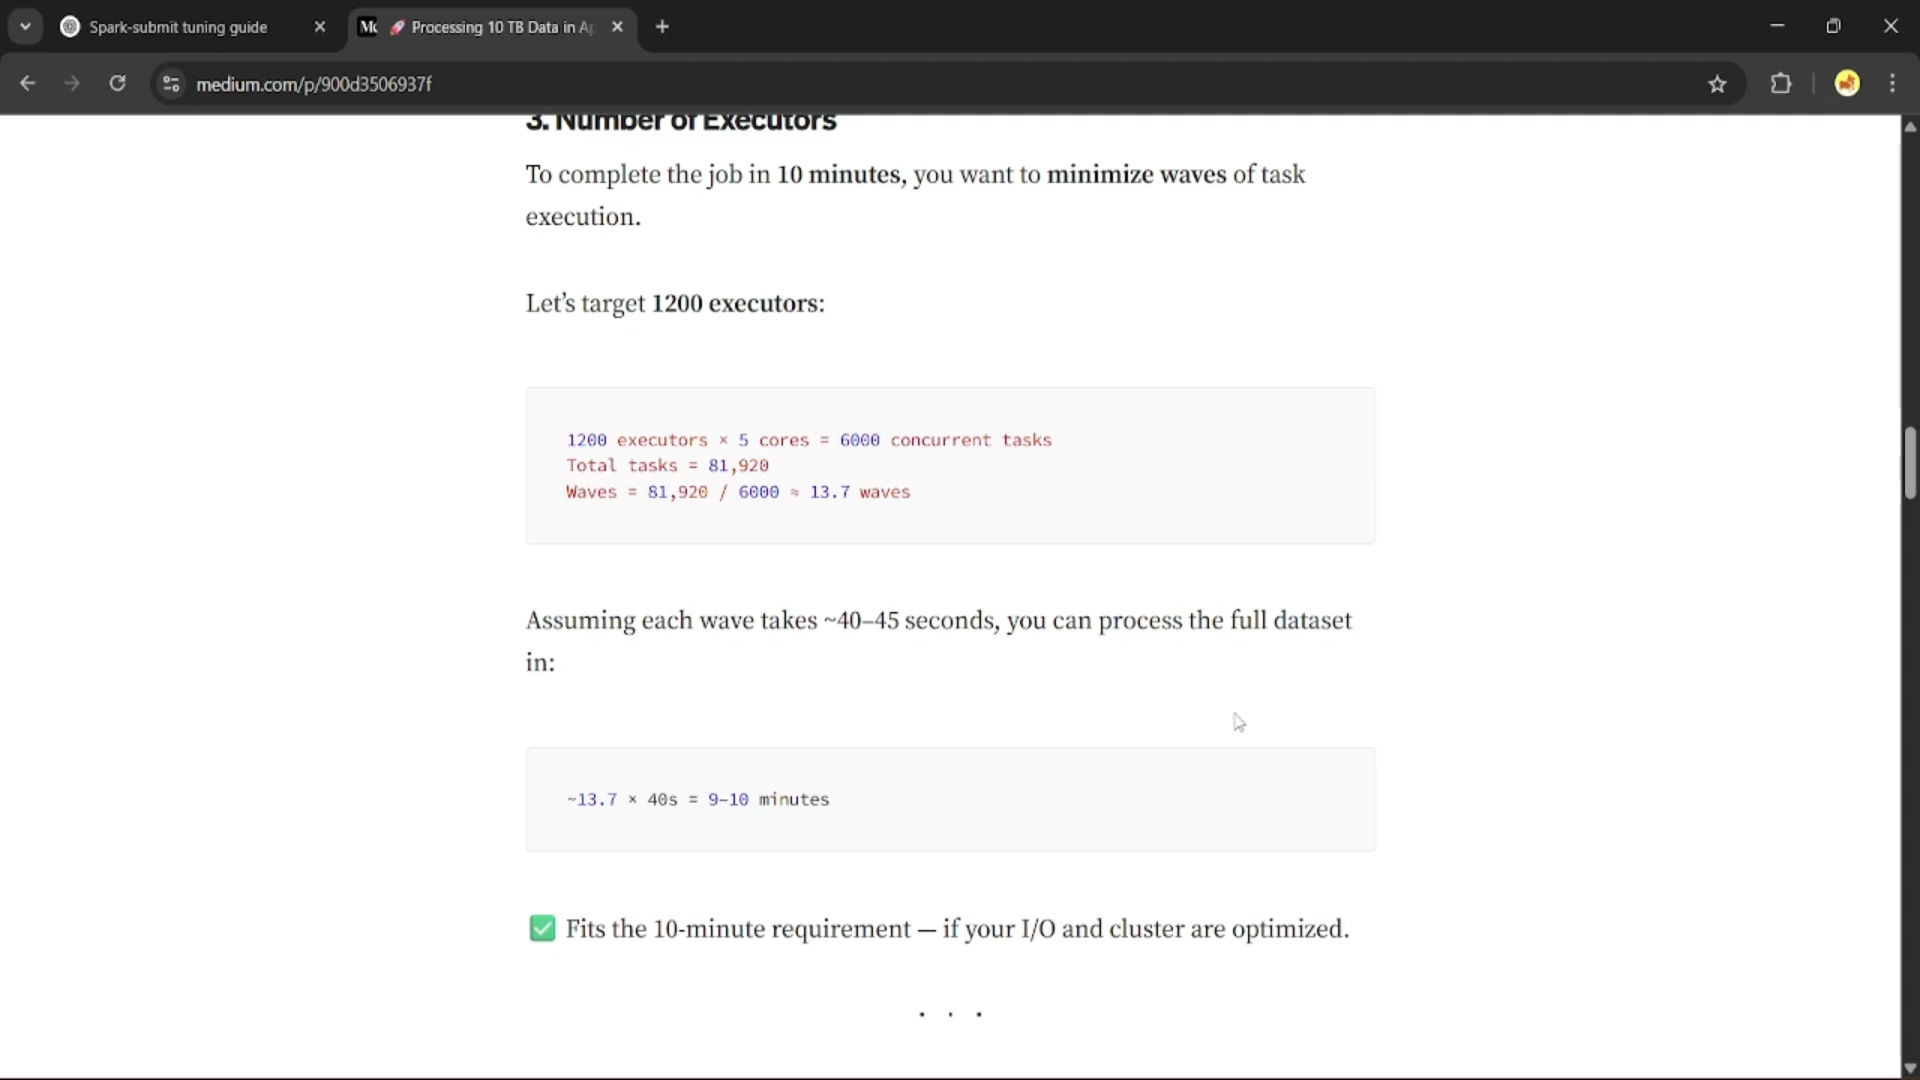 Spark-submit tuning guide
Processing 10 TB Data in Ap
medium.com/p/900d3506937f
3. Number of Executors
To complete the job in 10 minutes, you want to minimize waves of task
execution.
Let's target 1200 executors:
1200 executors × 5 cores = 6000 concurrent tasks
Total tasks = 81,920
Waves = 81,920 / 6000 ≈ 13.7 waves
Assuming each wave takes ~40–45 seconds, you can process the full dataset
in:
~13.7 × 40s = 9–10 minutes
✅ Fits the 10-minute requirement — if your I/O and cluster are optimized.
. . .